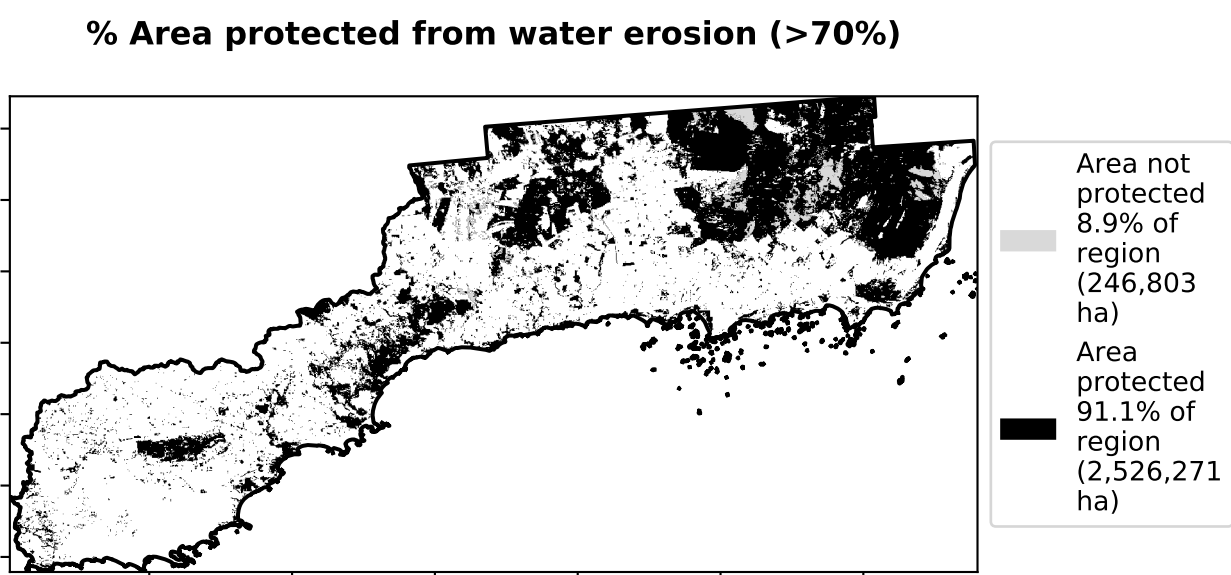 % Area protected from water erosion (>70%)
Area not
protected
8.9% of
region
(246,803
ha)
Area
protected
91.1% of
region
(2,526,271
ha)